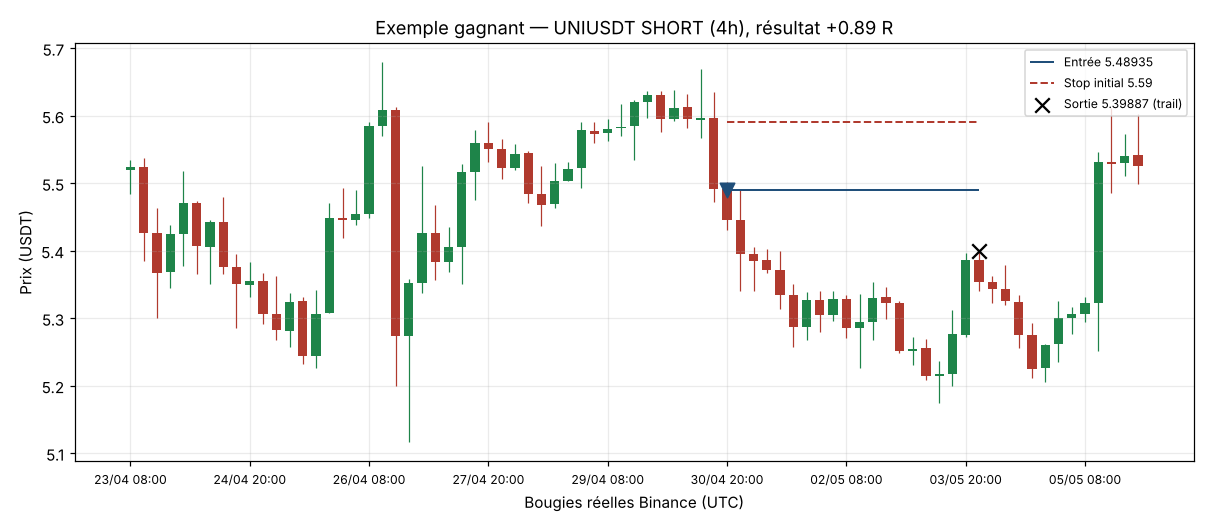 Exemple gagnant — UNIUSDT SHORT (4h), résultat +0.89 R
Entrée 5.48935
Stop initial 5.59
Sortie 5.39887 (trail)
Prix (USDT)
5.7
5.6
5.5
5.4
5.3
5.2
5.1
23/04 08:00
24/04 20:00
26/04 08:00
27/04 20:00
29/04 08:00
30/04 20:00
02/05 08:00
03/05 20:00
05/05 08:00
Bougies réelles Binance (UTC)